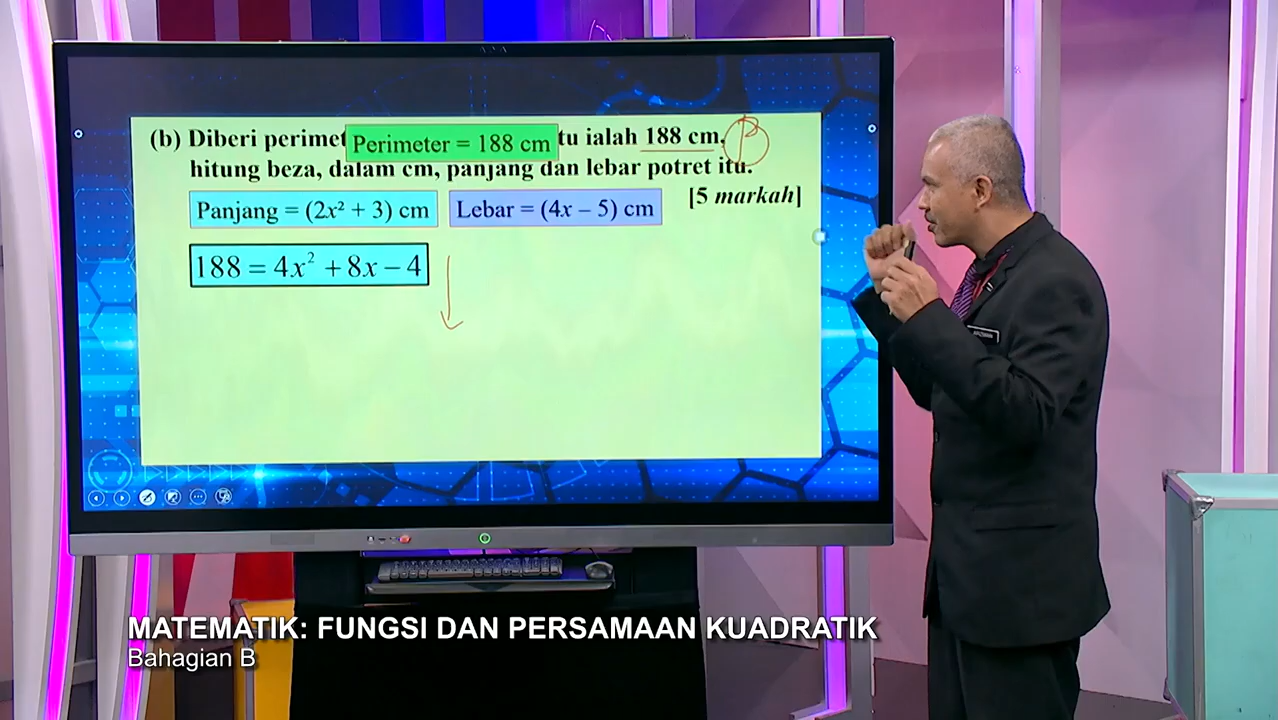 (b) Diberi perimet Perimeter = 188 cm tu ialah 188 cm,
hitung beza, dalam cm, panjang dan lebar potret itu.
[5 markah]
Panjang = (2x² + 3) cm Lebar = (4x – 5) cm
188 = 4x² + 8x – 4
MATEMATIK: FUNGSI DAN PERSAMAAN KUADRATIK
Bahagian B